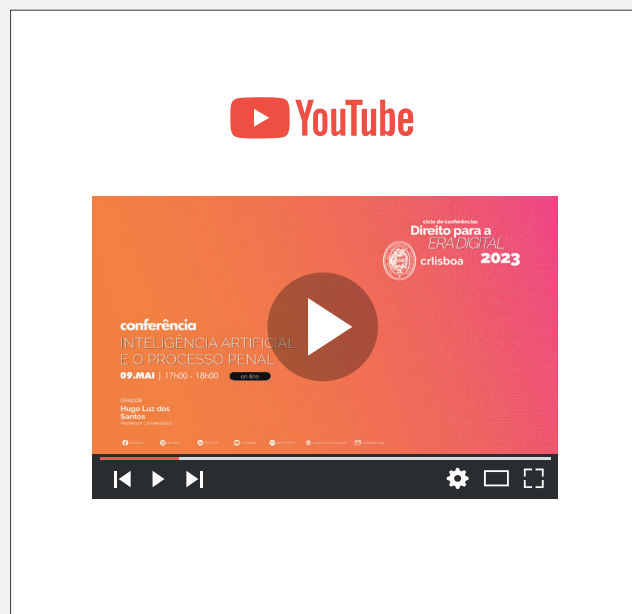 YouTube
ciclo de conferências
Direito para a
ERA DIGITAL
crlisboa 2023
conferência
INTELIGÊNCIA ARTIFICIAL
E O PROCESSO PENAL
09.MAI | 17h00 - 18h00 on-line
ORADOR
Hugo Luz dos
Santos
Professor Universitário